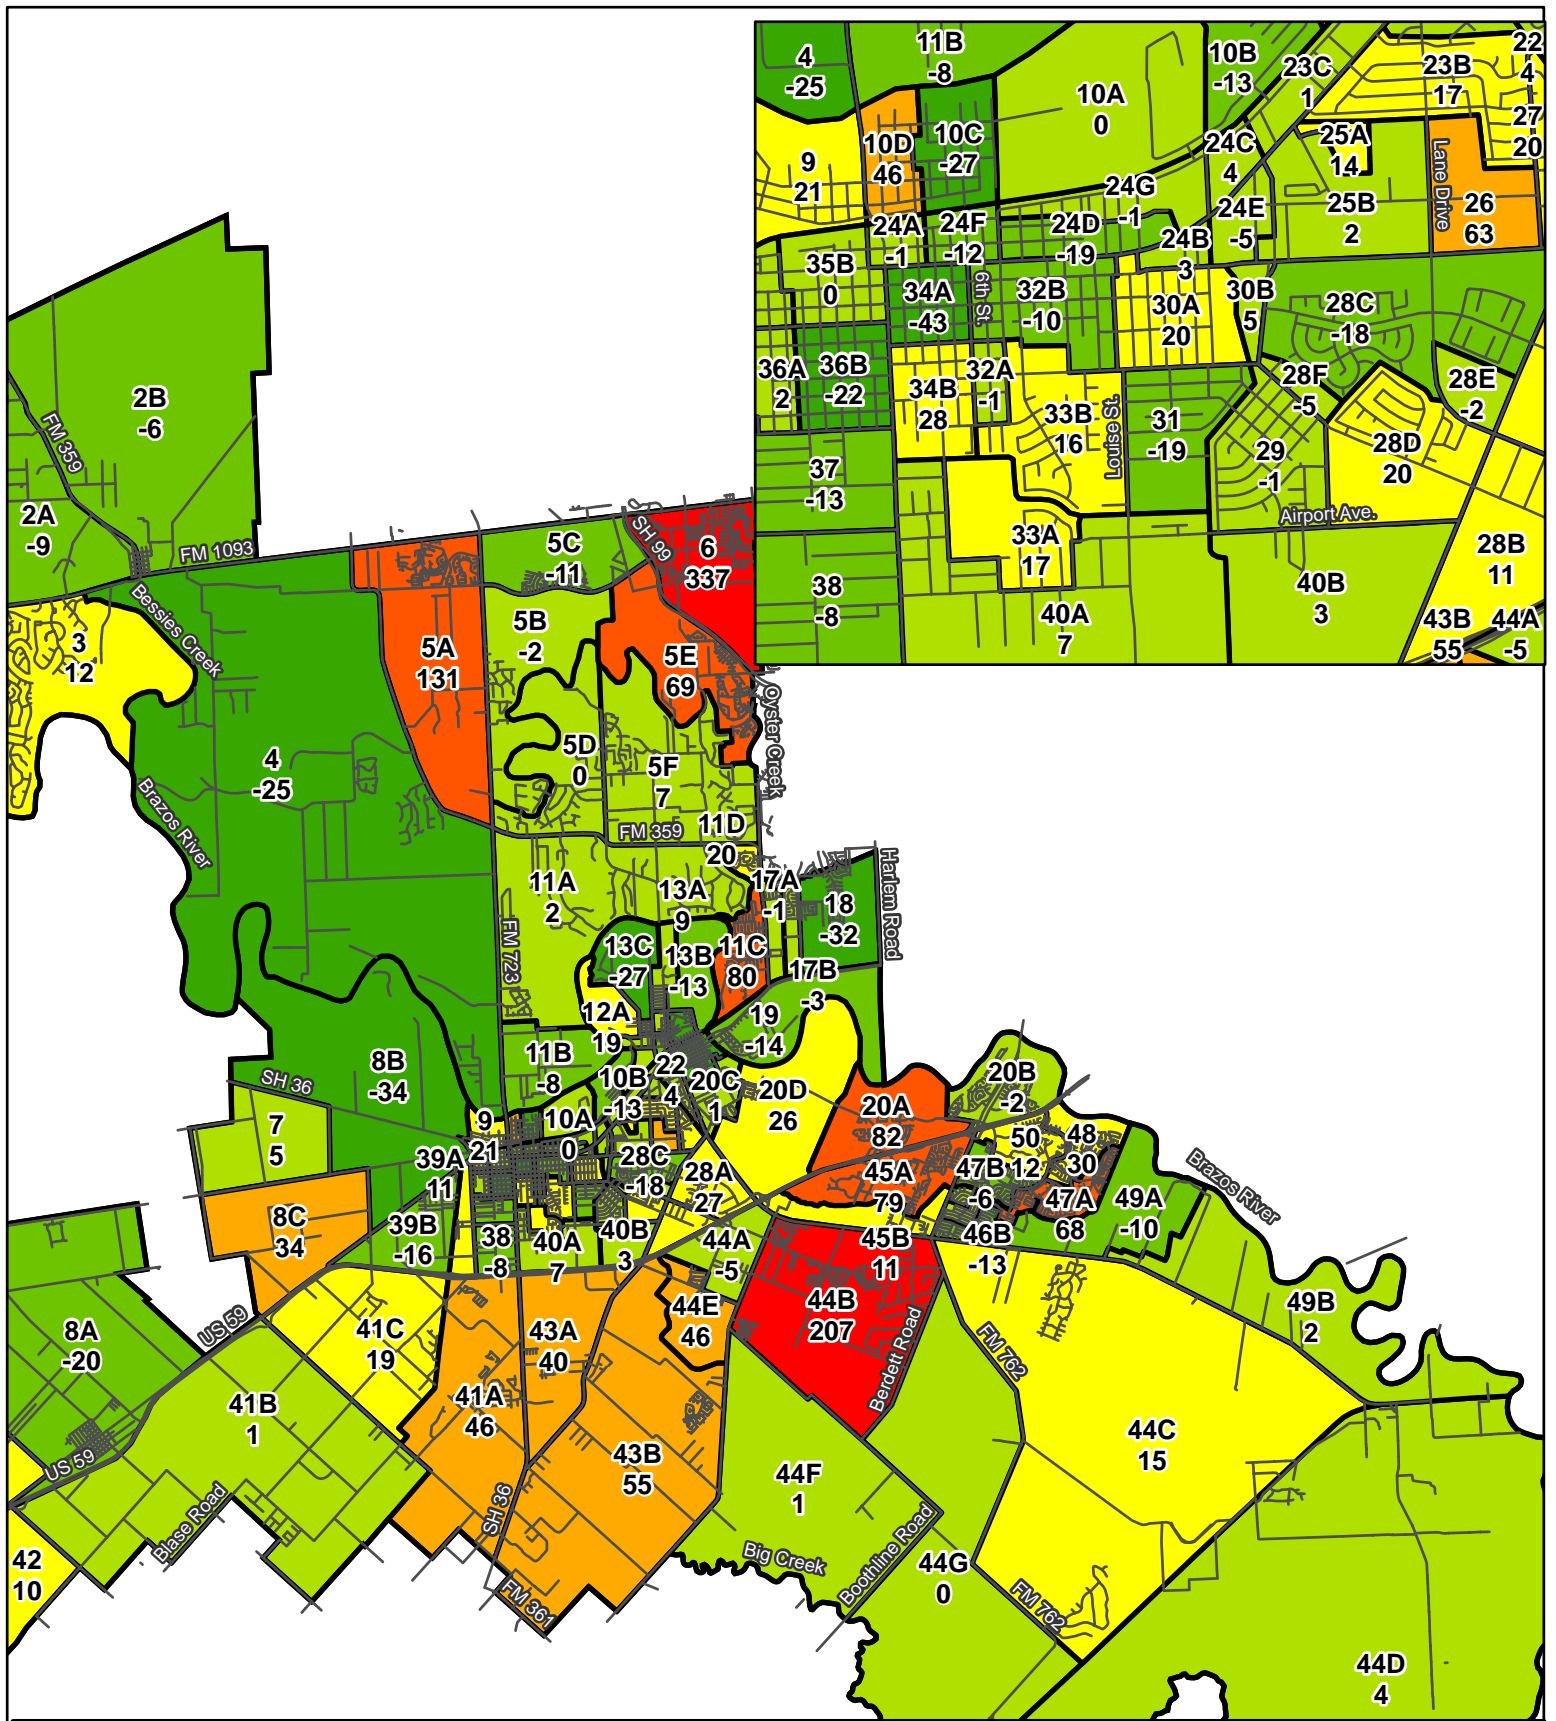 4
-25
11B
-8
10A
0
10B
-13
23C
1
23B
17
22
4
27
20
9
21
10D
46
10C
-27
24C
4
25A
14
Lane Drive
24G
-1
24A
-1
24F
-12
24D
-19
24B
3
24E
-5
25B
2
26
63
35B
0
34A
-43
6th St.
32B
-10
30A
20
30B
5
28C
-18
36A
2
36B
-22
34B
28
32A
-1
33B
16
Louise St.
31
-19
28F
-5
28E
-2
29
-1
28D
20
37
-13
Airport Ave.
33A
17
28B
11
38
-8
40A
7
40B
3
43B
55
44A
-5
2B
-6
FM 359
2A
-9
FM 1093
Bessies Creek
3
12
4
-25
Brazos River
5A
131
5C
-11
SH 99
6
337
5B
-2
5E
69
Oyster Creek
5D
0
5F
7
FM 359
11D
20
11A
2
13A
9
17A
-1
18
-32
Harlem Road
FM 723
13C
-27
13B
-13
11C
80
17B
-3
12A
19
19
-14
8B
-34
SH 36
11B
-8
10B
-13
22
4
20C
1
20D
26
20A
82
20B
-2
7
5
9
21
10A
0
39A
11
28C
-18
28A
27
45A
79
50
12
48
30
47B
-6
47A
68
49A
-10
Brazos River
8C
34
39B
-16
38
-8
40A
7
40B
3
44A
-5
45B
11
46B
-13
8A
-20
US 59
41C
19
43A
40
44E
46
44B
207
Berdett Road
FM 762
49B
2
41B
1
41A
46
43B
55
44C
15
US 59
Blase Road
SH 36
44F
1
42
10
FM 361
Big Creek
Boothline Road
44G
0
FM 762
44D
4